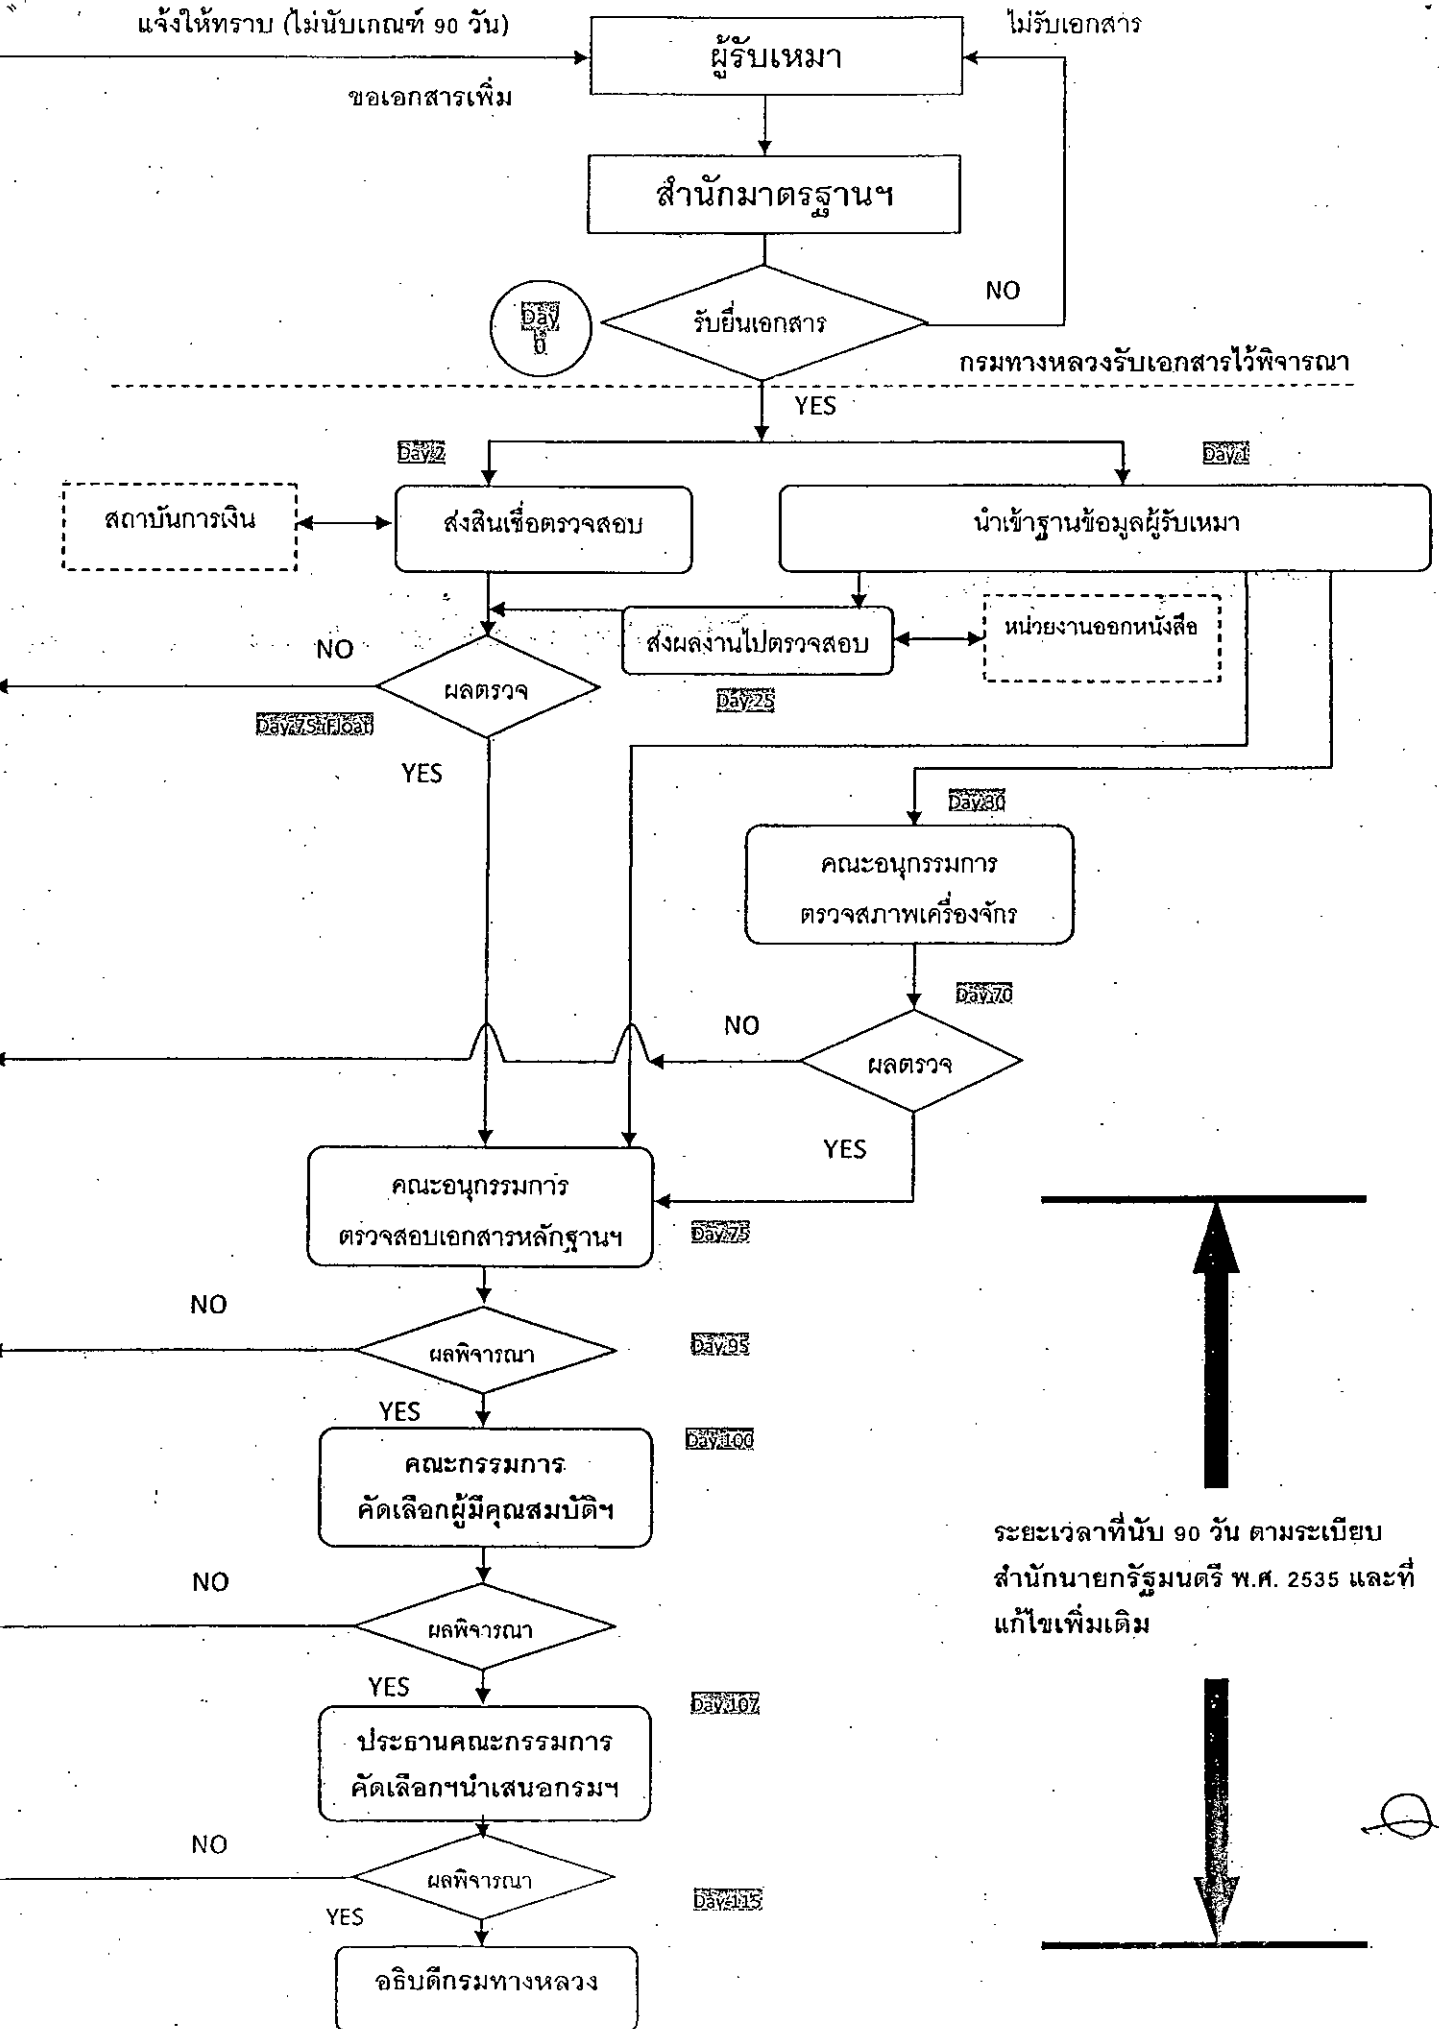 แจ้งให้ทราบ (ไม่นับเกณฑ์ 90 วัน)
ไม่รับเอกสาร
ผู้รับเหมา
ขอเอกสารเพิ่ม
สำนักมาตรฐานฯ
NO
Day
0
รับยื่นเอกสาร
กรมทางหลวงรับเอกสารไว้พิจารณา
YES
Day 2
Day 1
สถาบันการเงิน
ส่งสินเชื่อตรวจสอบ
นำเข้าฐานข้อมูลผู้รับเหมา
NO
ส่งผลงานไปตรวจสอบ
หน่วยงานออกหนังสือ
ผลตรวจ
Day 25
Day 75 (Float)
YES
Day 30
คณะอนุกรรมการ
ตรวจสภาพเครื่องจักร
Day 70
NO
ผลตรวจ
YES
คณะอนุกรรมการ
ตรวจสอบเอกสารหลักฐานฯ
Day 75
NO
ผลพิจารณา
Day 95
YES
Day 100
คณะกรรมการ
คัดเลือกผู้มีคุณสมบัติฯ
ระยะเวลาที่นับ 90 วัน ตามระเบียบ
สำนักนายกรัฐมนตรี พ.ศ. 2535 และที่
แก้ไขเพิ่มเติม
NO
ผลพิจารณา
YES
Day 107
ประธานคณะกรรมการ
คัดเลือกฯนำเสนอกรมฯ
NO
ผลพิจารณา
Day 115
YES
อธิบดีกรมทางหลวง